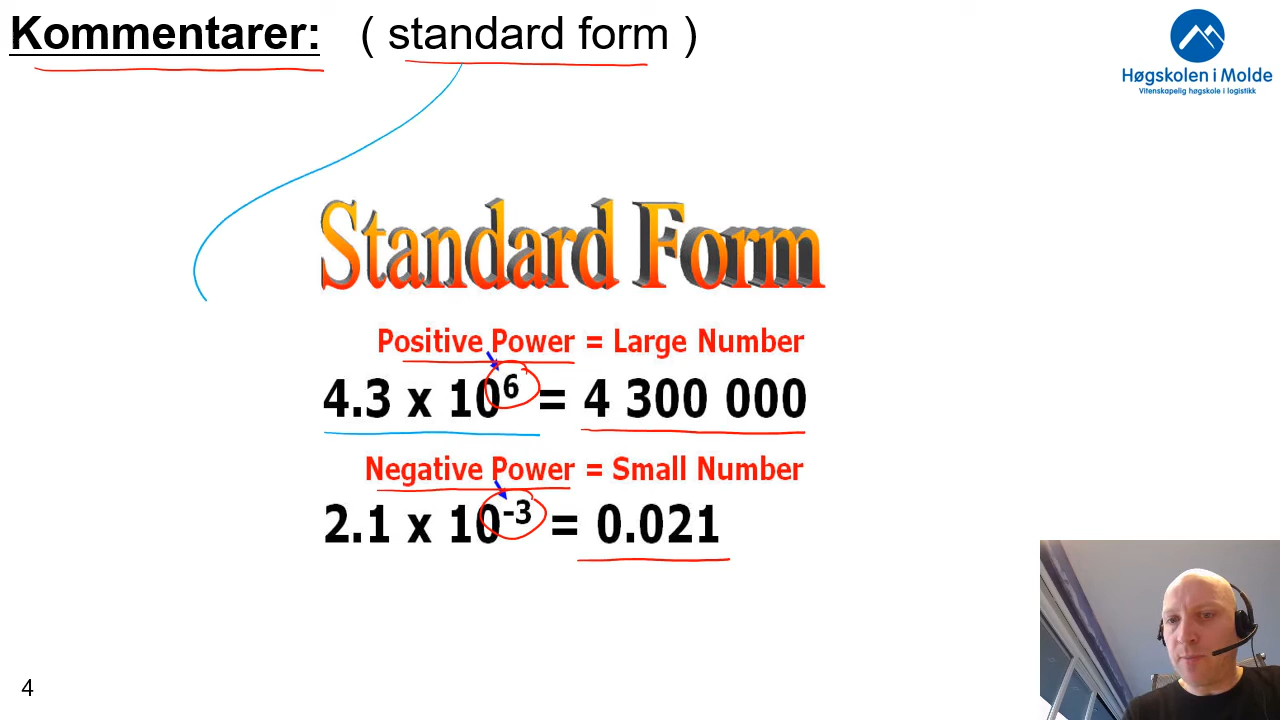 Kommentarer: ( standard form )
Høgskolen i Molde
Vitenskapelig høgskole i logistikk
Standard Form
Positive Power = Large Number
4.3 x 10⁶ = 4 300 000
Negative Power = Small Number
2.1 x 10⁻³ = 0.021
4